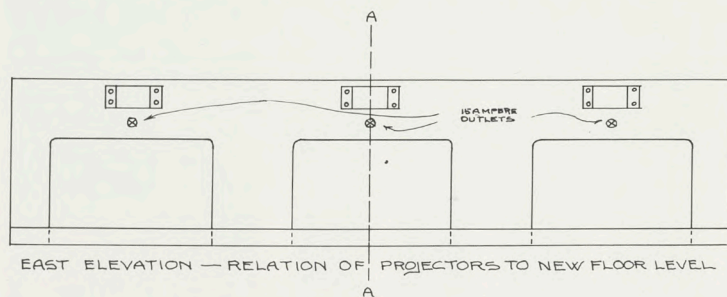 A
15 AMPERE
OUTLETS
EAST ELEVATION — RELATION OF PROJECTORS TO NEW FLOOR LEVEL
A